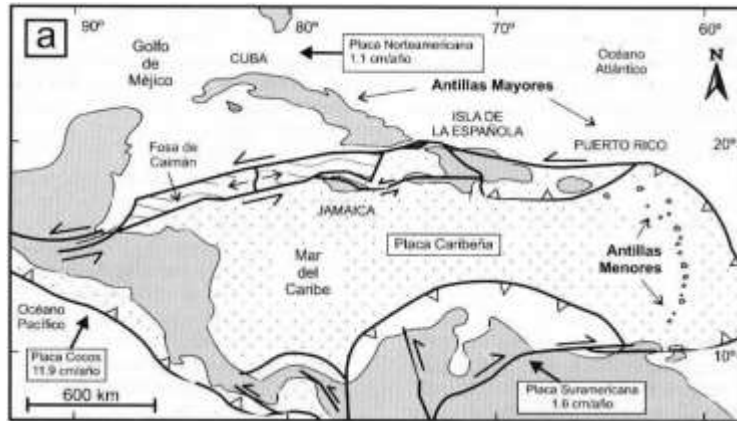 a
90º
80º
70º
60º
Golfo
de
Méjico
CUBA
Placa Norteamericana
1.1 cm/año
Océano
Atlántico
N
Antillas Mayores
ISLA DE
LA ESPAÑOLA
PUERTO RICO
20º
Fosa de
Caimán
JAMAICA
Placa Caribeña
Mar
del
Caribe
Antillas
Menores
Océano
Pacífico
Placa Cocos
11.9 cm/año
10º
Placa Suramericana
1.6 cm/año
600 km